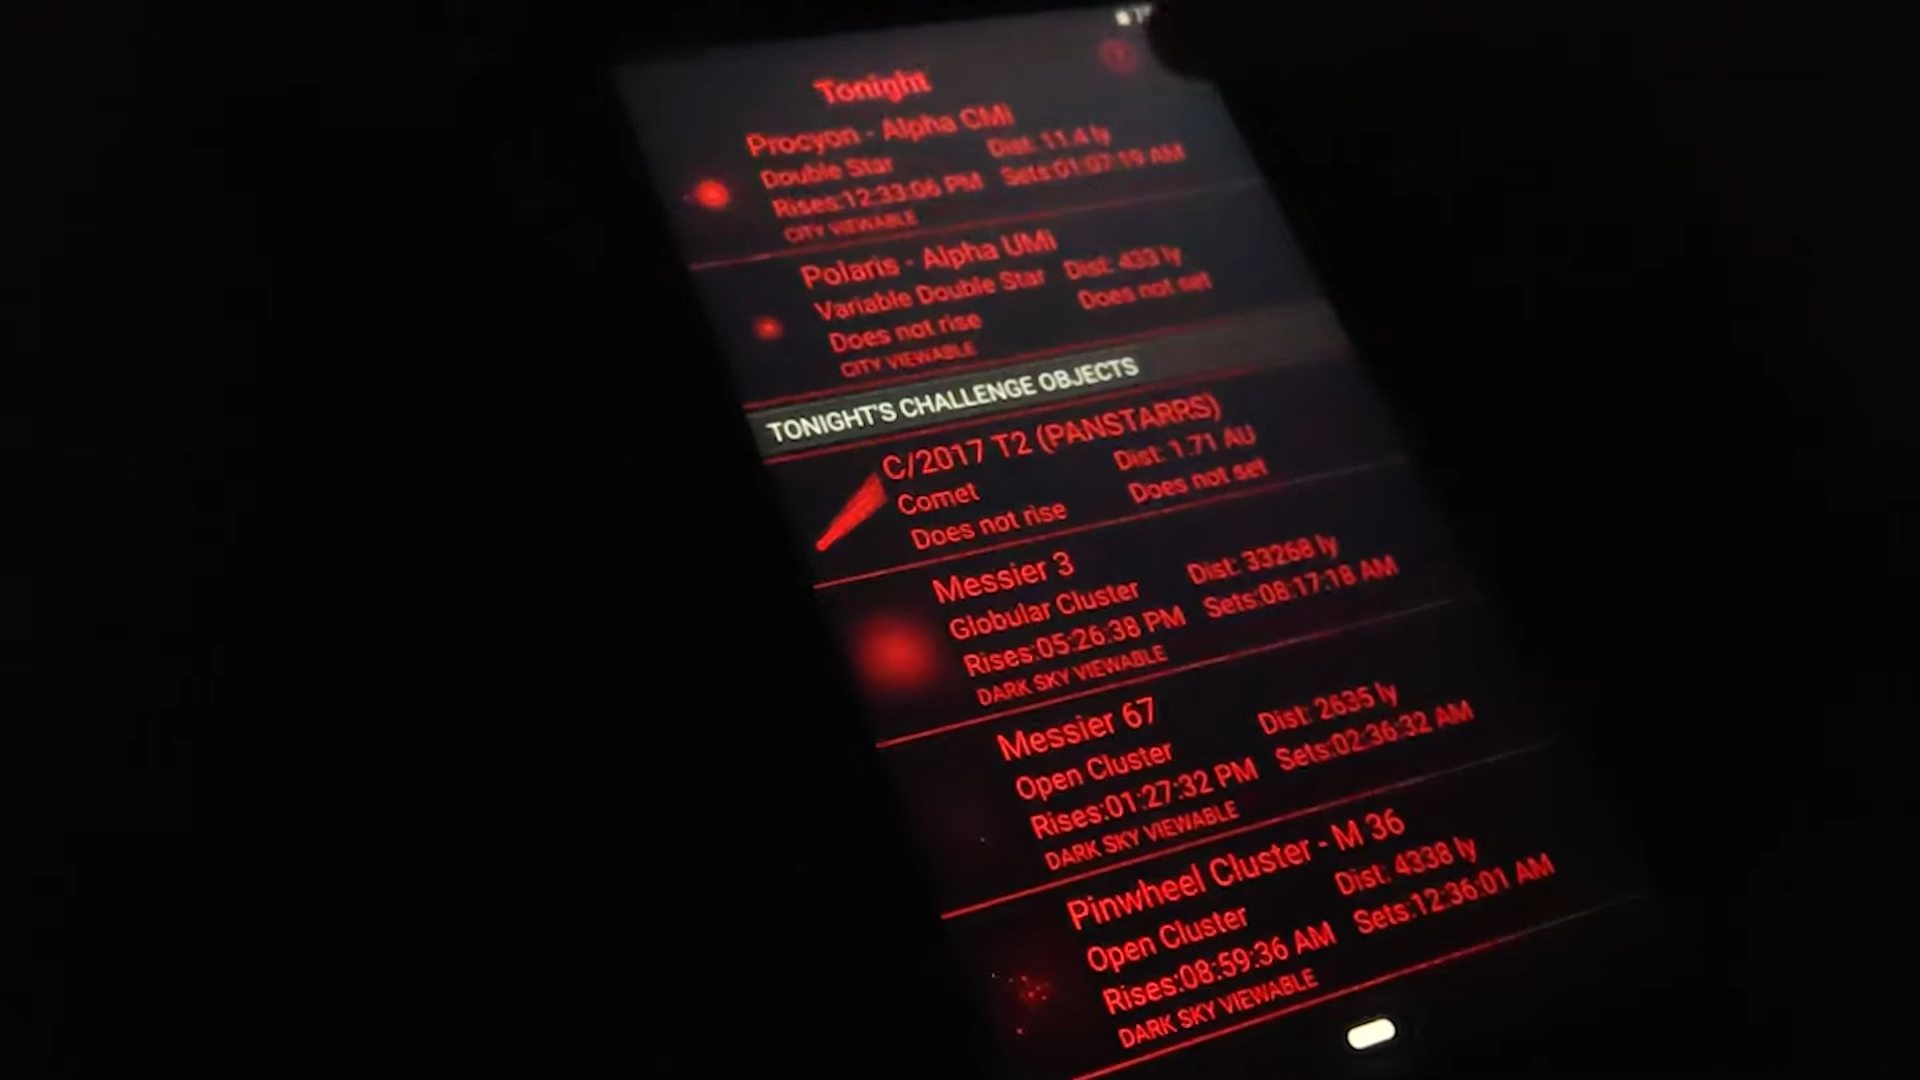 Tonight
Procyon - Alpha CMi
Double Star Dist: 11.4 ly
Rises:12:33:06 PM Sets:01:07:19 AM
CITY VIEWABLE
Polaris - Alpha UMi
Variable Double Star Dist: 433 ly
Does not rise Does not set
CITY VIEWABLE
TONIGHT'S CHALLENGE OBJECTS
C/2017 T2 (PANSTARRS)
Comet Dist: 1.71 AU
Does not rise Does not set
Messier 3
Globular Cluster Dist: 33268 ly
Rises:05:26:38 PM Sets:08:17:18 AM
DARK SKY VIEWABLE
Messier 67
Open Cluster Dist: 2635 ly
Rises:01:27:32 PM Sets:02:36:32 AM
DARK SKY VIEWABLE
Pinwheel Cluster - M 36
Open Cluster Dist: 4338 ly
Rises:08:59:36 AM Sets:12:36:01 AM
DARK SKY VIEWABLE